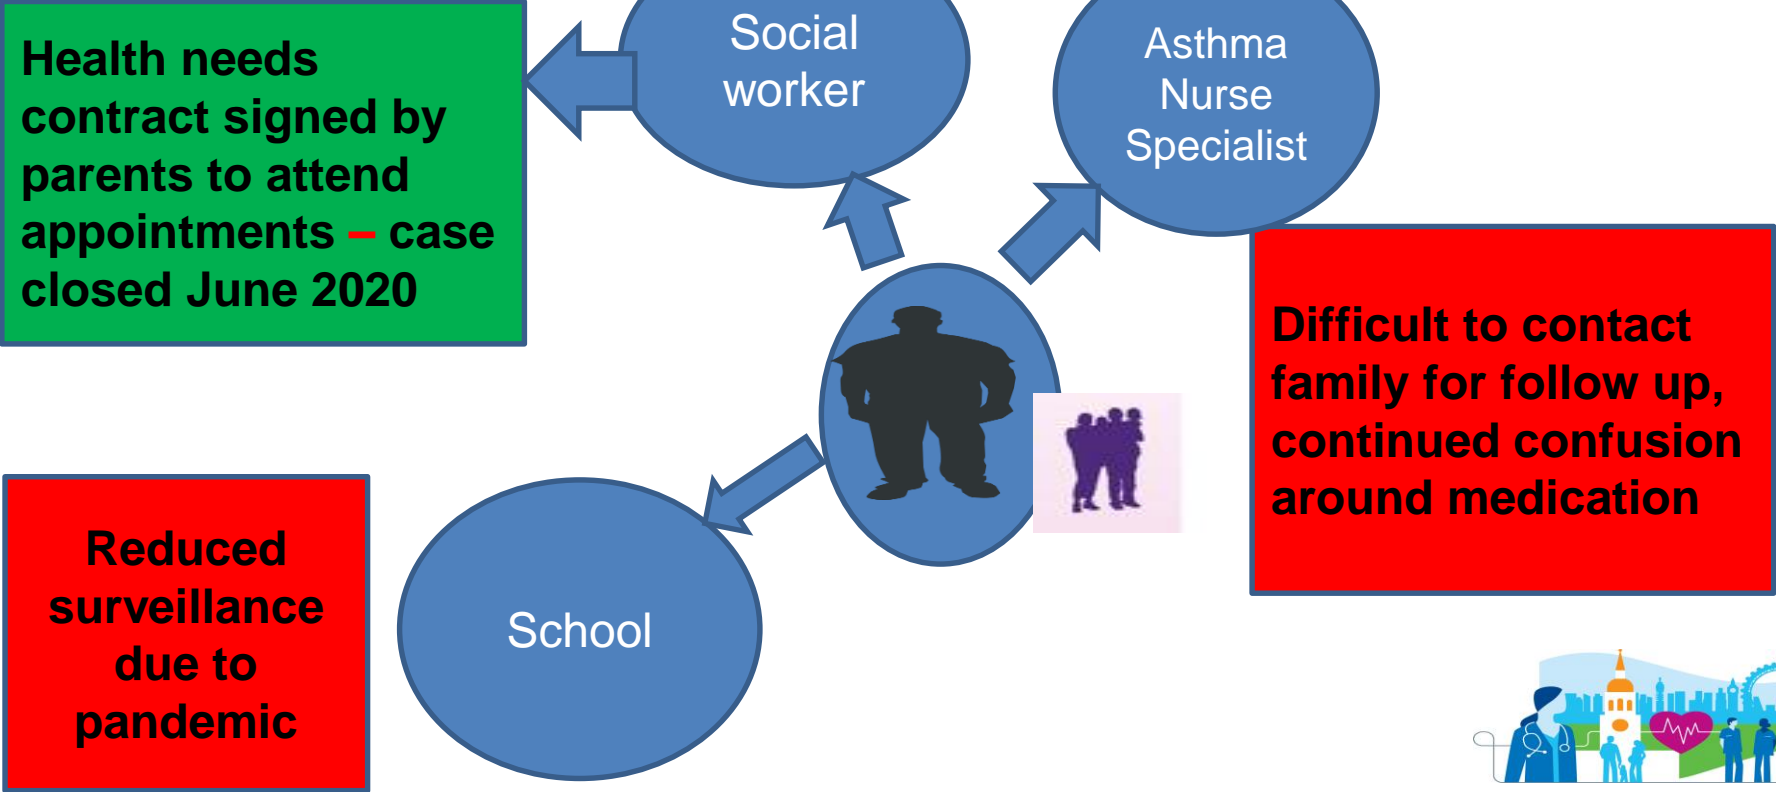 Health needs
contract signed by
parents to attend
appointments – case
closed June 2020
Social
worker
Asthma
Nurse
Specialist
Difficult to contact
family for follow up,
continued confusion
around medication
Reduced
surveillance
due to
pandemic
School